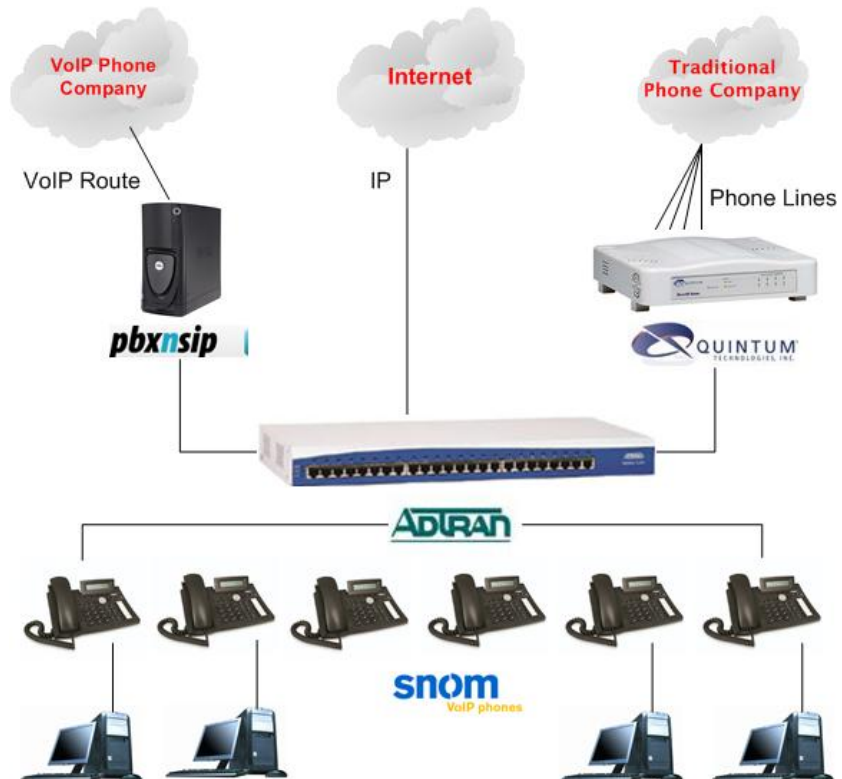 VoIP Phone
Company
Internet
Traditional
Phone Company
VoIP Route
IP
Phone Lines
pbxnsip
QUINTUM
TECHNOLOGIES, INC.
ADTRAN
snom
VoIP phones